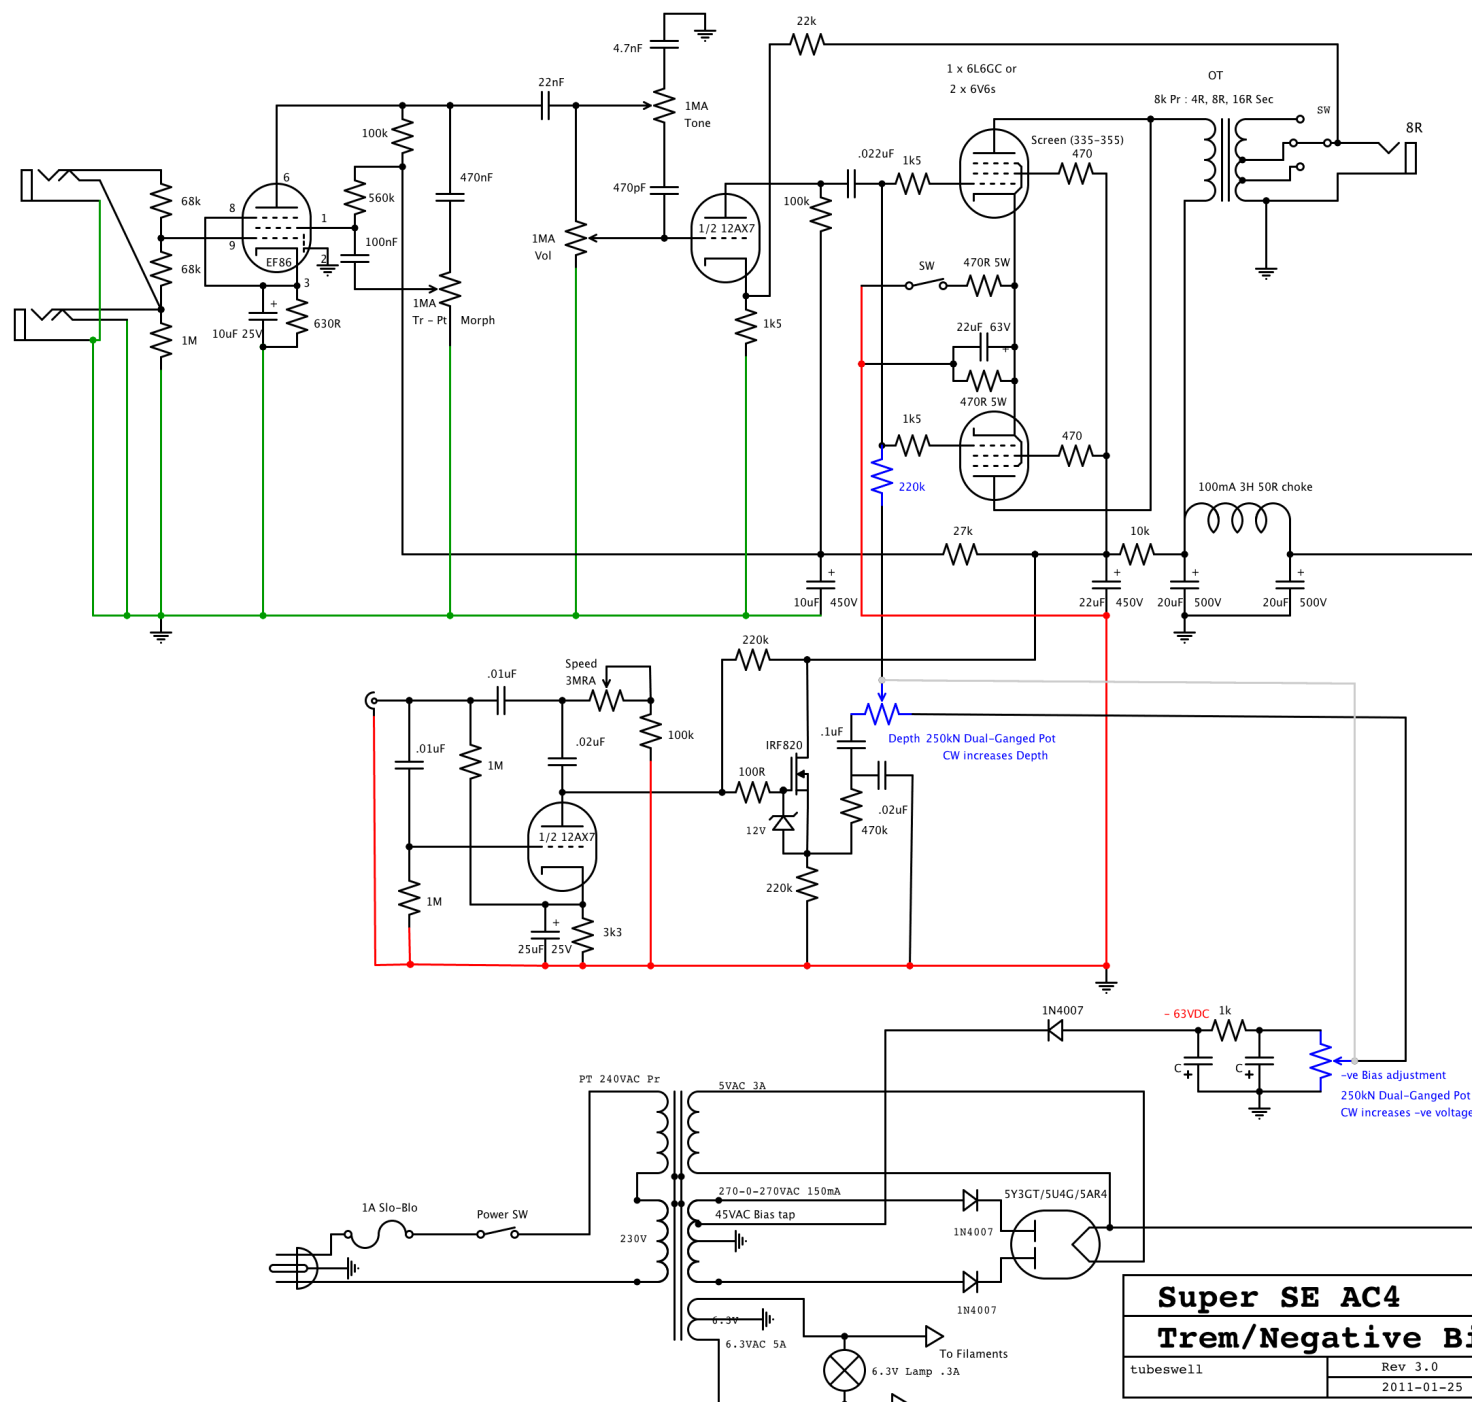 22k
4.7nF
1 x 6L6GC or
2 x 6V6s
OT
8k Pr : 4R, 8R, 16R Sec
SW
8R
22nF
1MA
Tone
100k
Screen (335-355)
470
.022uF
1k5
6
68k
560k
470nF
470pF
100k
8
1
1/2 12AX7
9
100nF
1MA
Vol
68k
EF86
2
SW
470R 5W
3
1MA
Tr - Pt Morph
10uF 25V
630R
1k5
22uF 63V
+
+
1M
470R 5W
1k5
470
220k
100mA 3H 50R choke
27k
10k
+
10uF 450V
+
22uF 450V
+
20uF 500V
+
20uF 500V
220k
Speed
3MRA
.01uF
.1uF
Depth 250kN Dual-Ganged Pot
CW increases Depth
100k
.01uF
.02uF
IRF820
1M
100R
.02uF
12V
470k
1/2 12AX7
220k
1M
+
25uF 25V
3k3
1N4007
- 63VDC
1k
C
+
C
+
-ve Bias adjustment
250kN Dual-Ganged Pot
CW increases -ve voltage
PT 240VAC Pr
5VAC 3A
270-0-270VAC 150mA
5Y3GT/5U4G/5AR4
45VAC Bias tap
1A Slo-Blo
Power SW
230V
1N4007
1N4007
6.3V
6.3VAC 5A
To Filaments
6.3V Lamp .3A
Super SE AC4
Trem/Negative Bi
tubeswell
Rev 3.0
2011-01-25